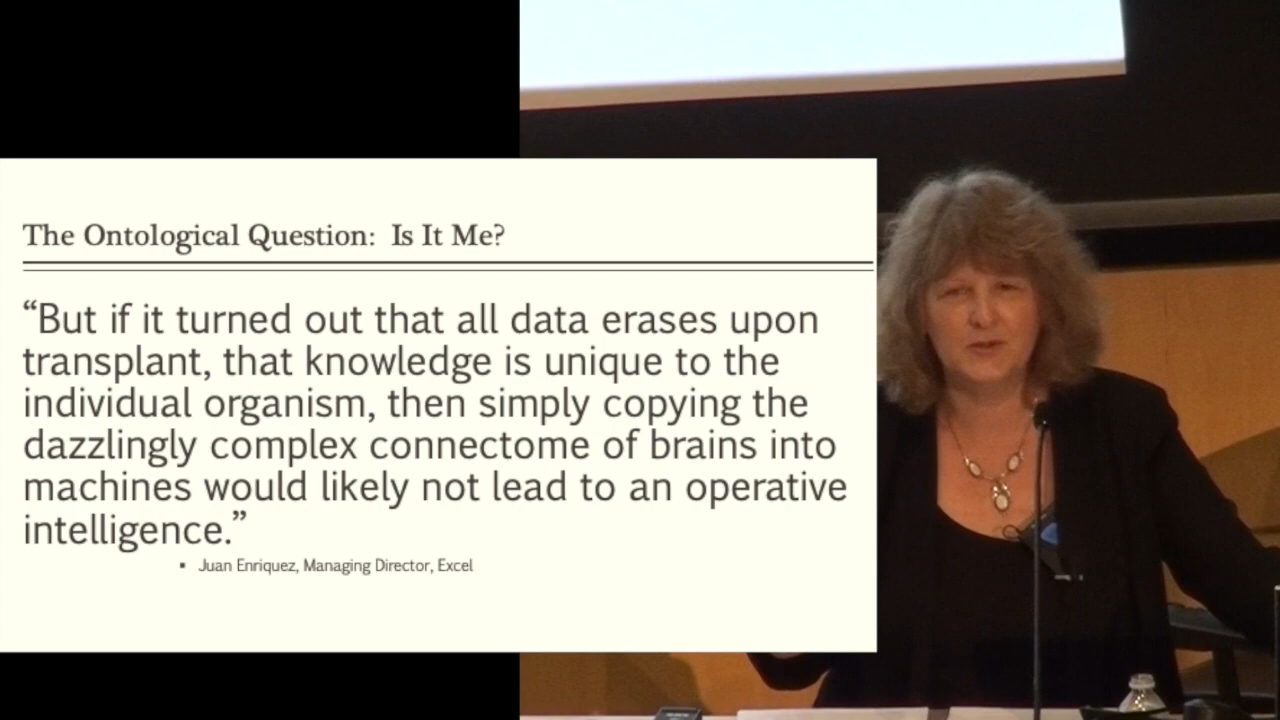 The Ontological Question:  Is It Me?
“But if it turned out that all data erases upon
transplant, that knowledge is unique to the
individual organism, then simply copying the
dazzlingly complex connectome of brains into
machines would likely not lead to an operative
intelligence.”
▪ Juan Enriquez, Managing Director, Excel